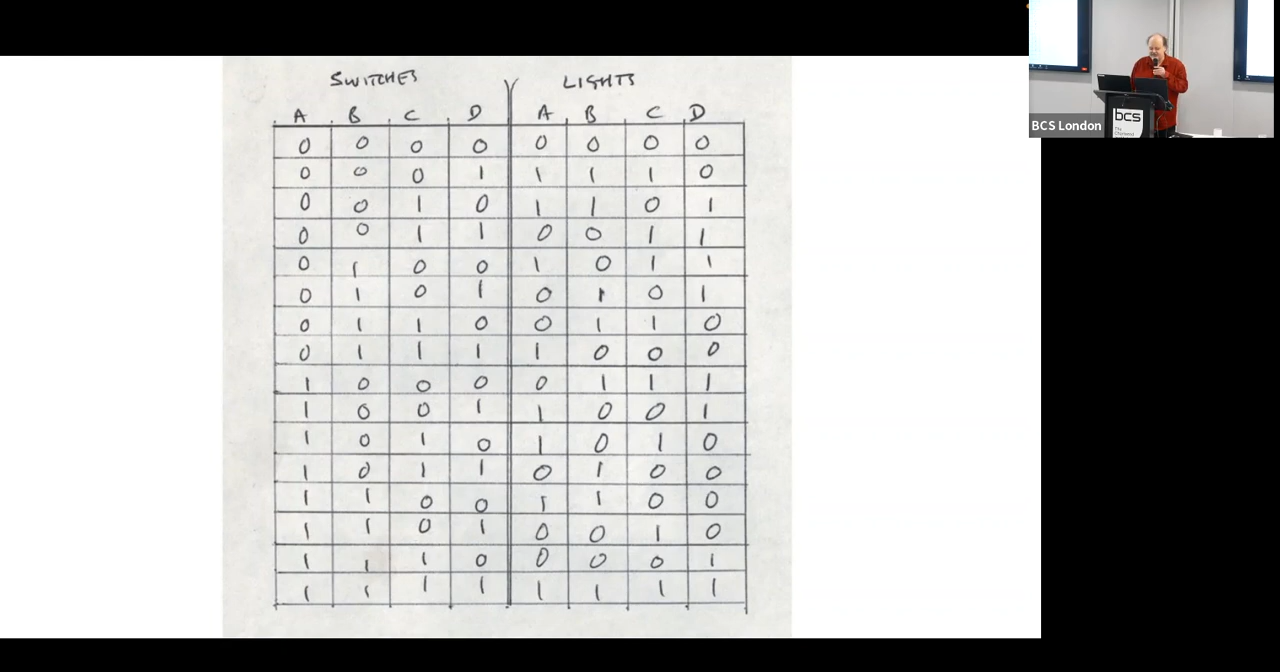 SWITCHES LIGHTS
A B C D A B C D
0 0 0 0 0 0 0 0
0 0 0 1 1 1 1 0
0 0 1 0 1 1 0 1
0 0 1 1 0 0 1 1
0 1 0 0 1 0 1 1
0 1 0 1 0 1 0 1
0 1 1 0 0 1 1 0
0 1 1 1 1 0 0 0
1 0 0 0 0 1 1 1
1 0 0 1 1 0 0 1
1 0 1 0 1 0 1 0
1 0 1 1 0 1 0 0
1 1 0 0 1 1 0 0
1 1 0 1 0 0 1 0
1 1 1 0 0 0 0 1
1 1 1 1 1 1 1 1
bcs
BCS London